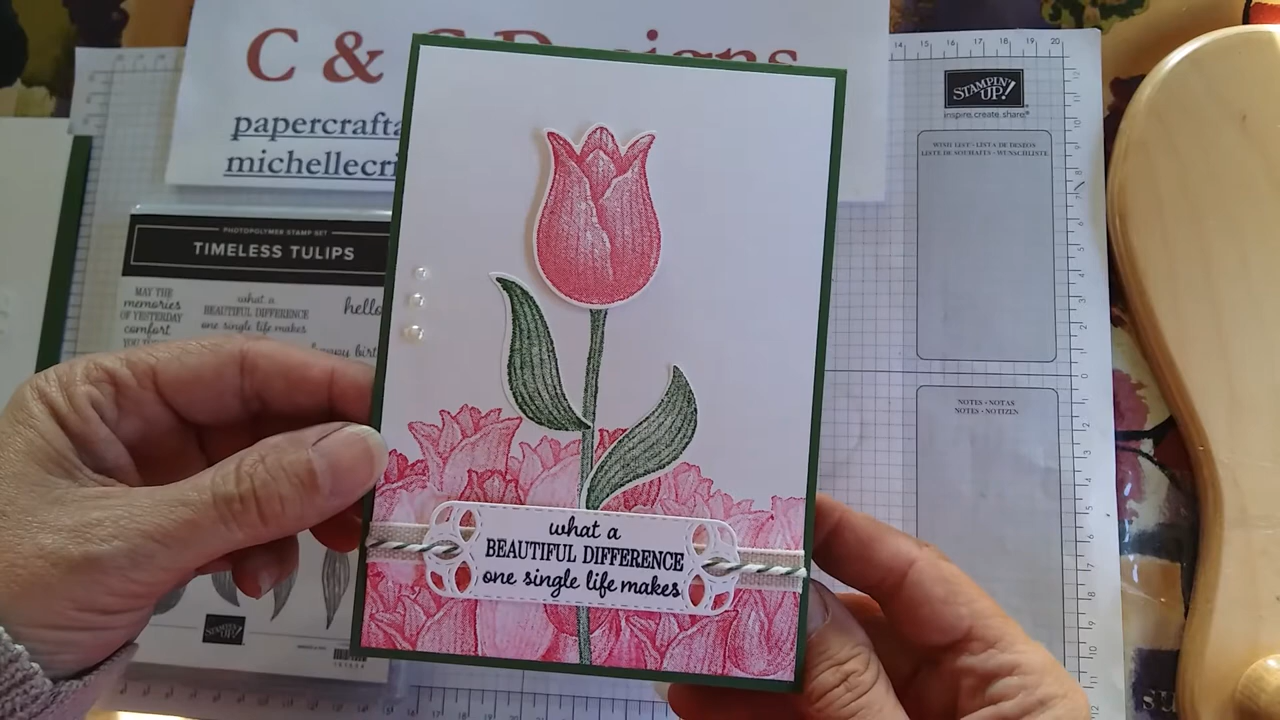 C &
papercrafta
michellecri
PHOTOPOLYMER STAMP SET
TIMELESS TULIPS
MAY THE
memories
OF YESTERDAY
comfort
what a
BEAUTIFUL DIFFERENCE
one single life makes
hello
STAMPIN' UP!
what a
BEAUTIFUL DIFFERENCE
one single life makes
14 15 16 17 18 19 20
STAMPIN' UP!
inspire.create.share.®
WISH LIST • LISTA DE DESEOS
LISTE DE SOUHAITS • WUNSCHLISTE
NOTES • NOTAS
NOTES • NOTIZEN